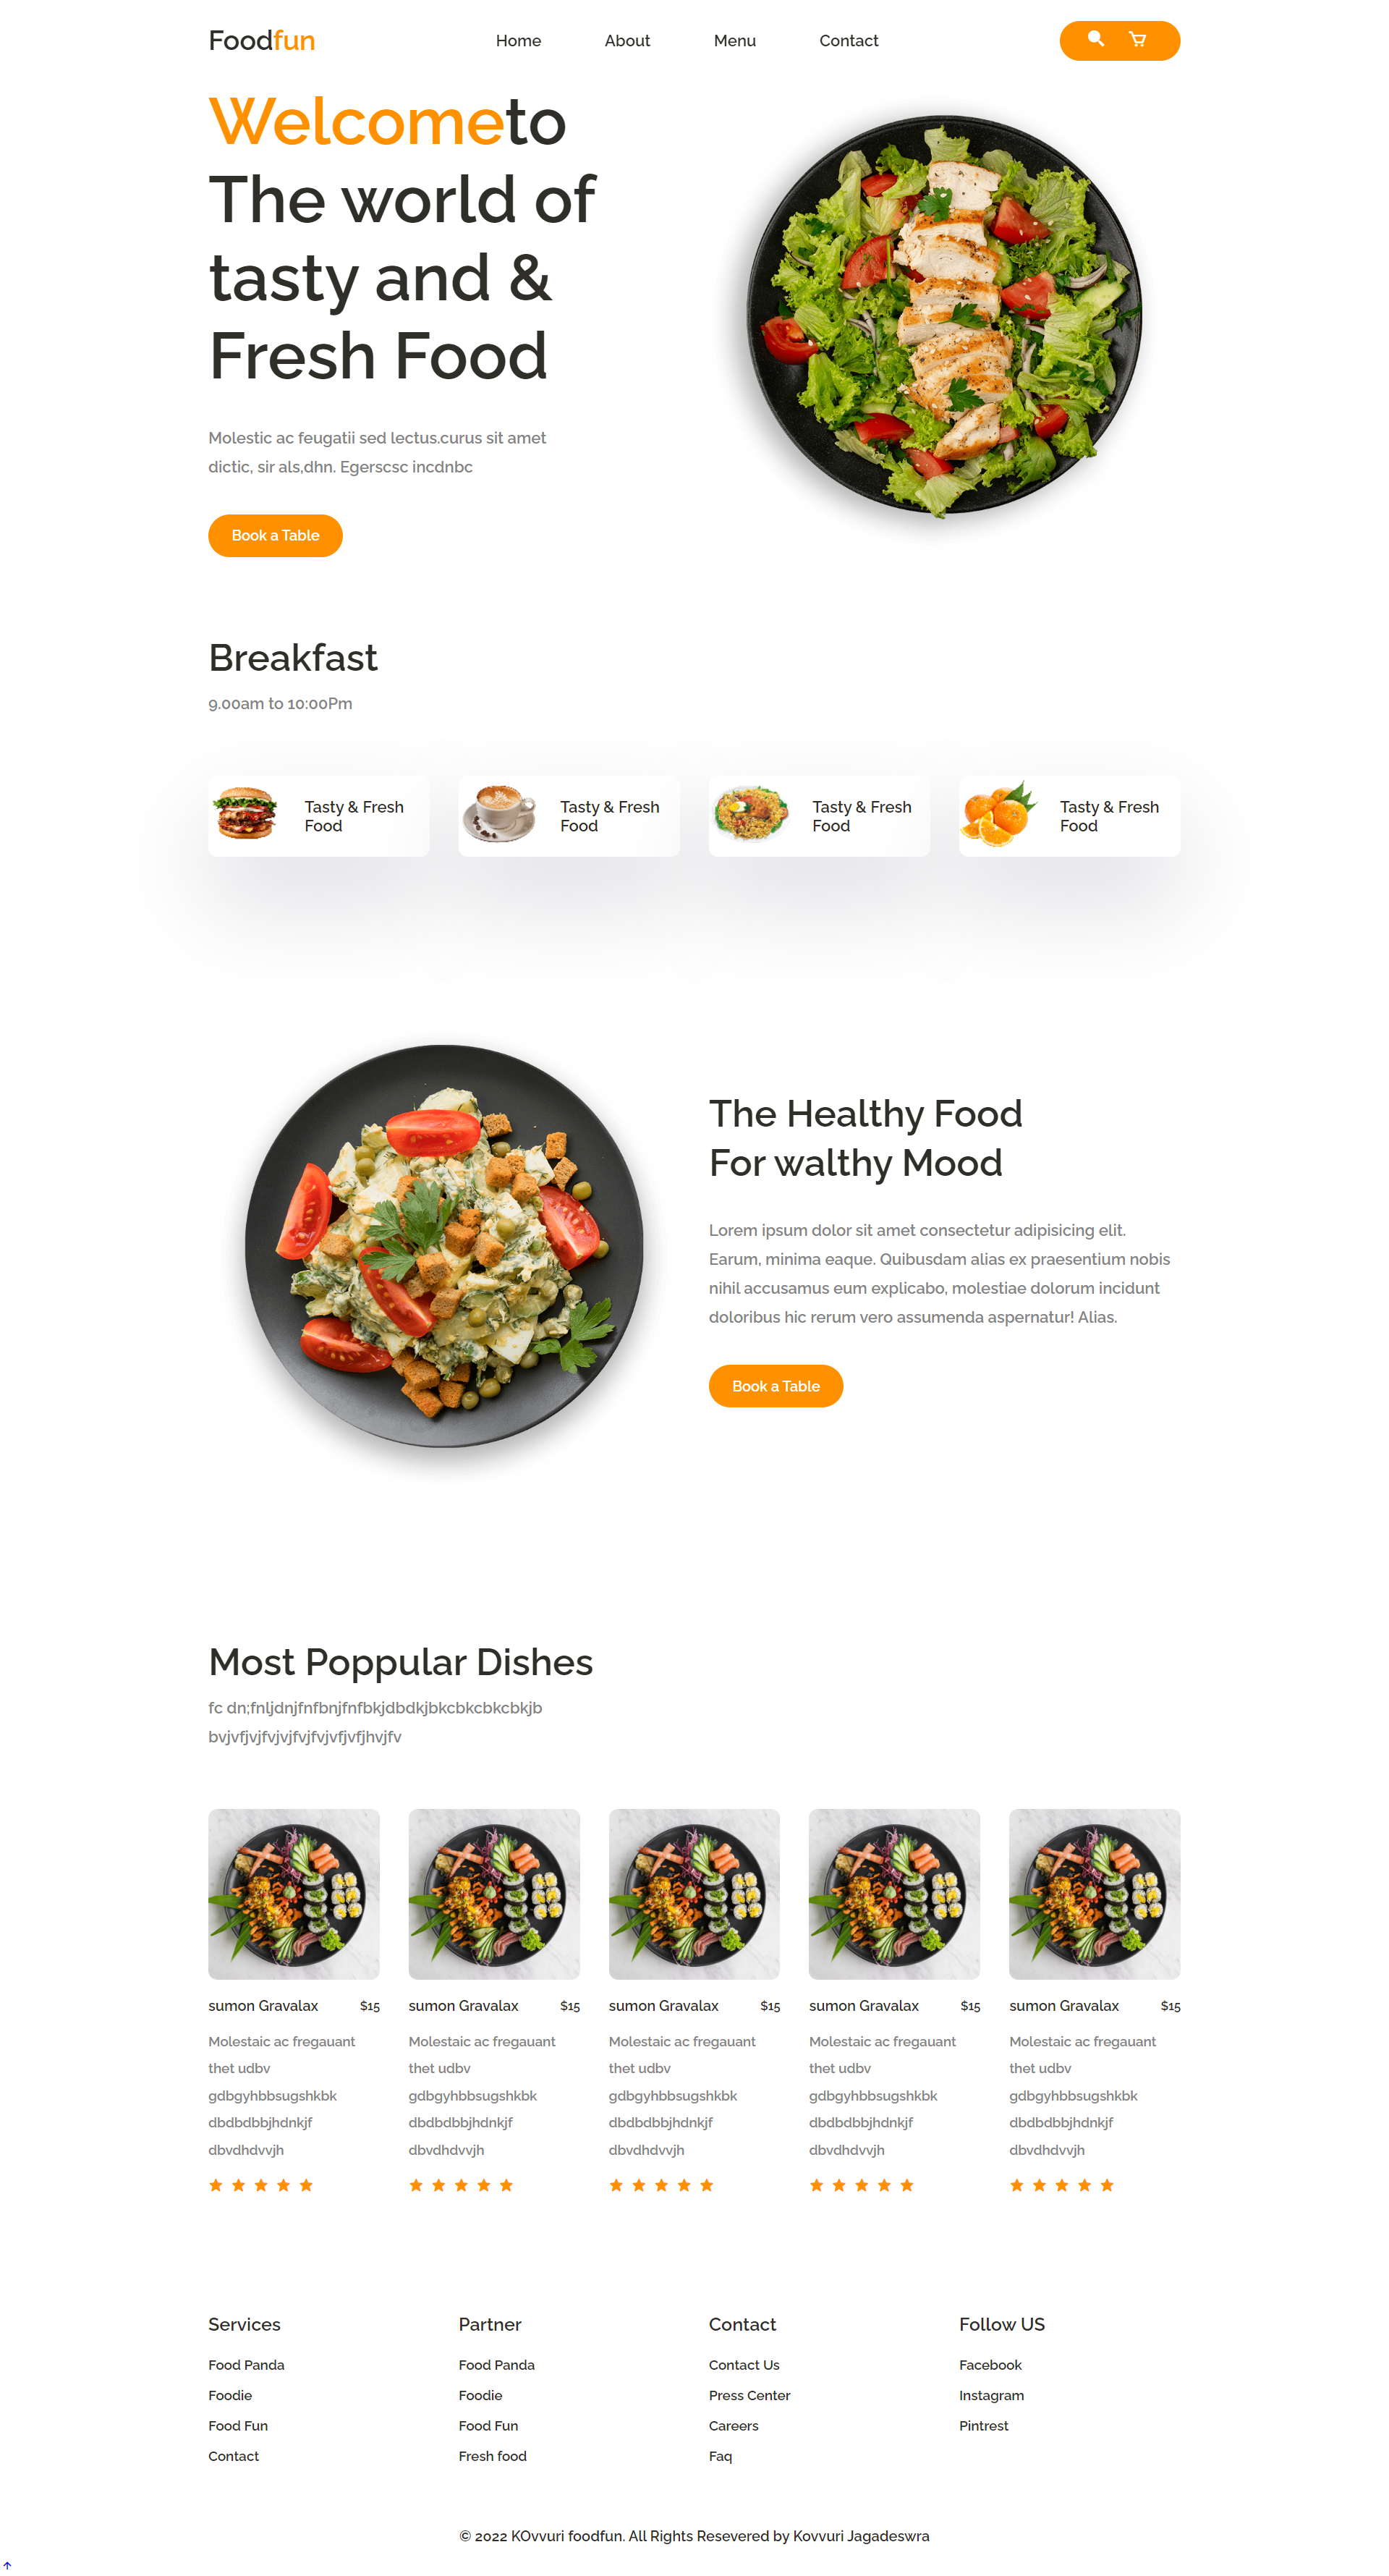 Foodfun
Home
About
Menu
Contact
Welcometo
The world of
tasty and &
Fresh Food
Molestic ac feugatii sed lectus.curus sit amet
dictic, sir als,dhn. Egerscsc incdnbc
Book a Table
Breakfast
9.00am to 10:00Pm
Tasty & Fresh
Food
Tasty & Fresh
Food
Tasty & Fresh
Food
Tasty & Fresh
Food
The Healthy Food
For walthy Mood
Lorem ipsum dolor sit amet consectetur adipisicing elit.
Earum, minima eaque. Quibusdam alias ex praesentium nobis
nihil accusamus eum explicabo, molestiae dolorum incidunt
doloribus hic rerum vero assumenda aspernatur! Alias.
Book a Table
Most Poppular Dishes
fc dn;fnljdnjfnfbnjfnfbkjdbdkjbkcbkcbkcbkjb
bvjvfjvjfvjvjfvjfvjvfjvfjhvjfv
sumon Gravalax $15
Molestaic ac fregauant
thet udbv
gdbgyhbbsugshkbk
dbdbdbbjhdnkjf
dbvdhdvvjh
sumon Gravalax $15
Molestaic ac fregauant
thet udbv
gdbgyhbbsugshkbk
dbdbdbbjhdnkjf
dbvdhdvvjh
sumon Gravalax $15
Molestaic ac fregauant
thet udbv
gdbgyhbbsugshkbk
dbdbdbbjhdnkjf
dbvdhdvvjh
sumon Gravalax $15
Molestaic ac fregauant
thet udbv
gdbgyhbbsugshkbk
dbdbdbbjhdnkjf
dbvdhdvvjh
sumon Gravalax $15
Molestaic ac fregauant
thet udbv
gdbgyhbbsugshkbk
dbdbdbbjhdnkjf
dbvdhdvvjh
Services
Food Panda
Foodie
Food Fun
Contact
Partner
Food Panda
Foodie
Food Fun
Fresh food
Contact
Contact Us
Press Center
Careers
Faq
Follow US
Facebook
Instagram
Pintrest
© 2022 KOvvuri foodfun. All Rights Resevered by Kovvuri Jagadeswra